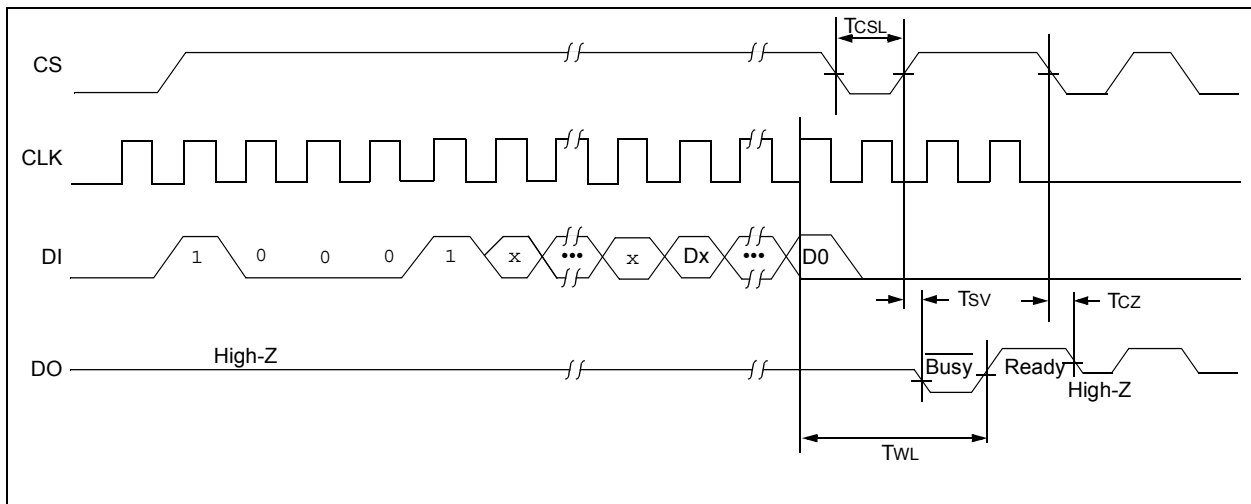 TCSL
CS
CLK
DI
1 0 0 0 1 x ••• x Dx ••• D0
TSV
TCZ
DO
High-Z
Busy
Ready
High-Z
TWL